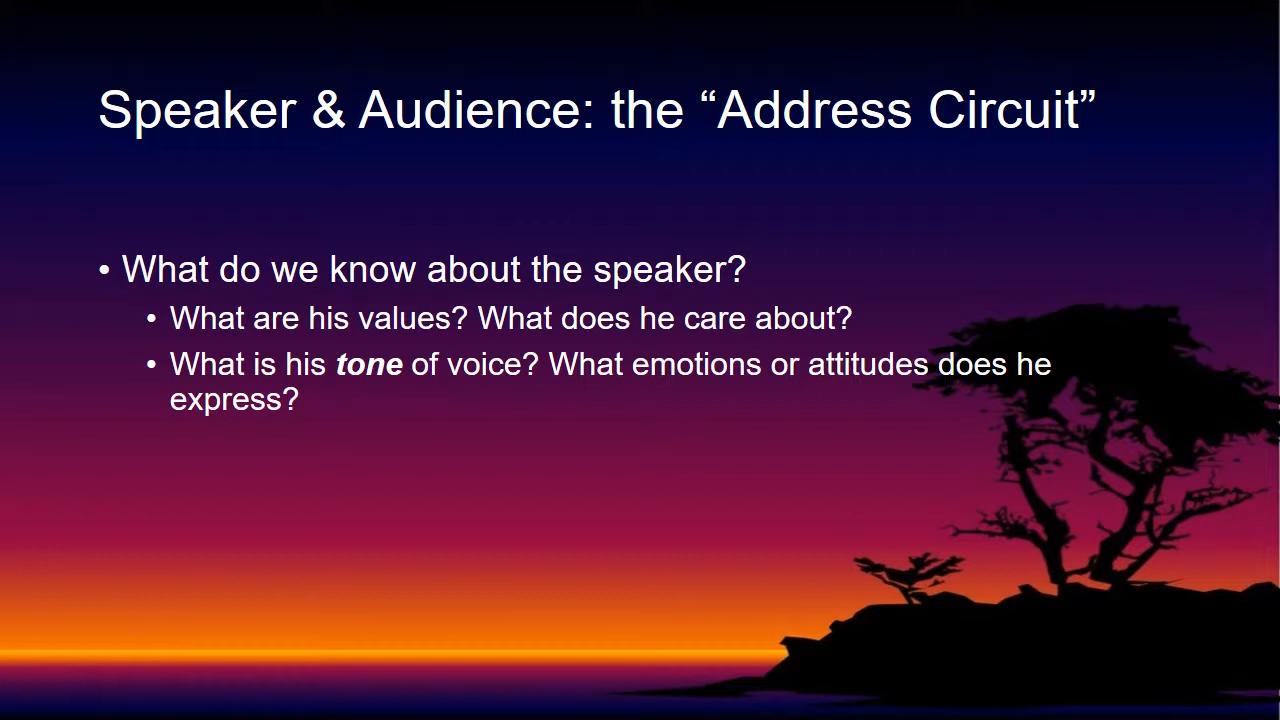 Speaker & Audience: the “Address Circuit”
• What do we know about the speaker?
• What are his values? What does he care about?
• What is his tone of voice? What emotions or attitudes does he
express?